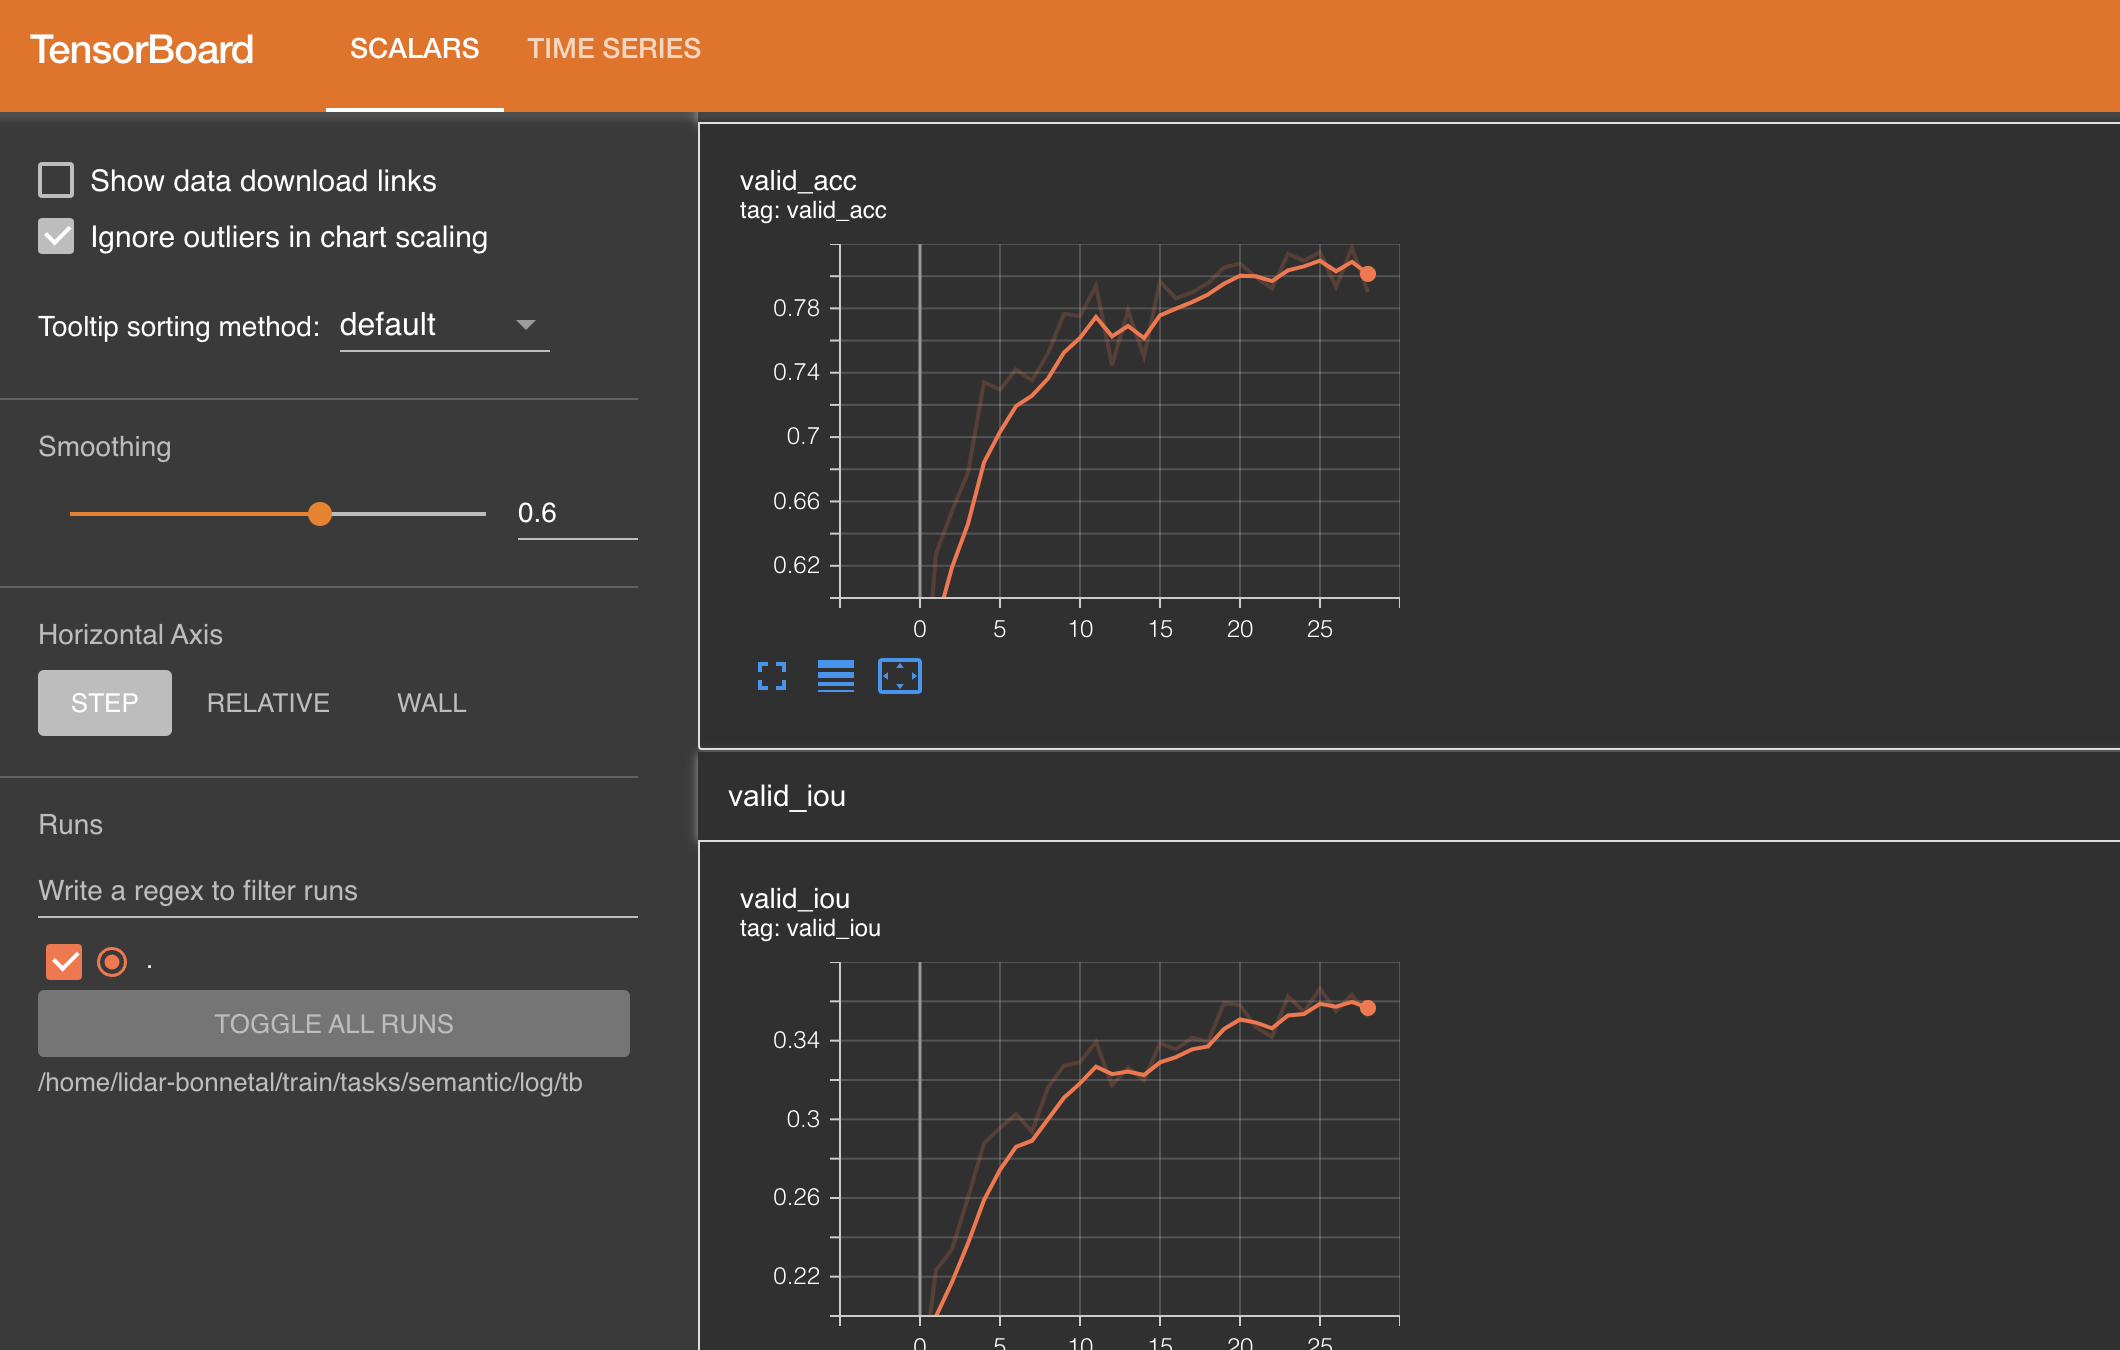 TensorBoard SCALARS TIME SERIES
Show data download links
Ignore outliers in chart scaling
Tooltip sorting method: default
Smoothing
0.6
Horizontal Axis
STEP RELATIVE WALL
Runs
Write a regex to filter runs
.
TOGGLE ALL RUNS
/home/lidar-bonnetal/train/tasks/semantic/log/tb
valid_acc
tag: valid_acc
0.78
0.74
0.7
0.66
0.62
0 5 10 15 20 25
valid_iou
valid_iou
tag: valid_iou
0.34
0.3
0.26
0.22
0 5 10 15 20 25